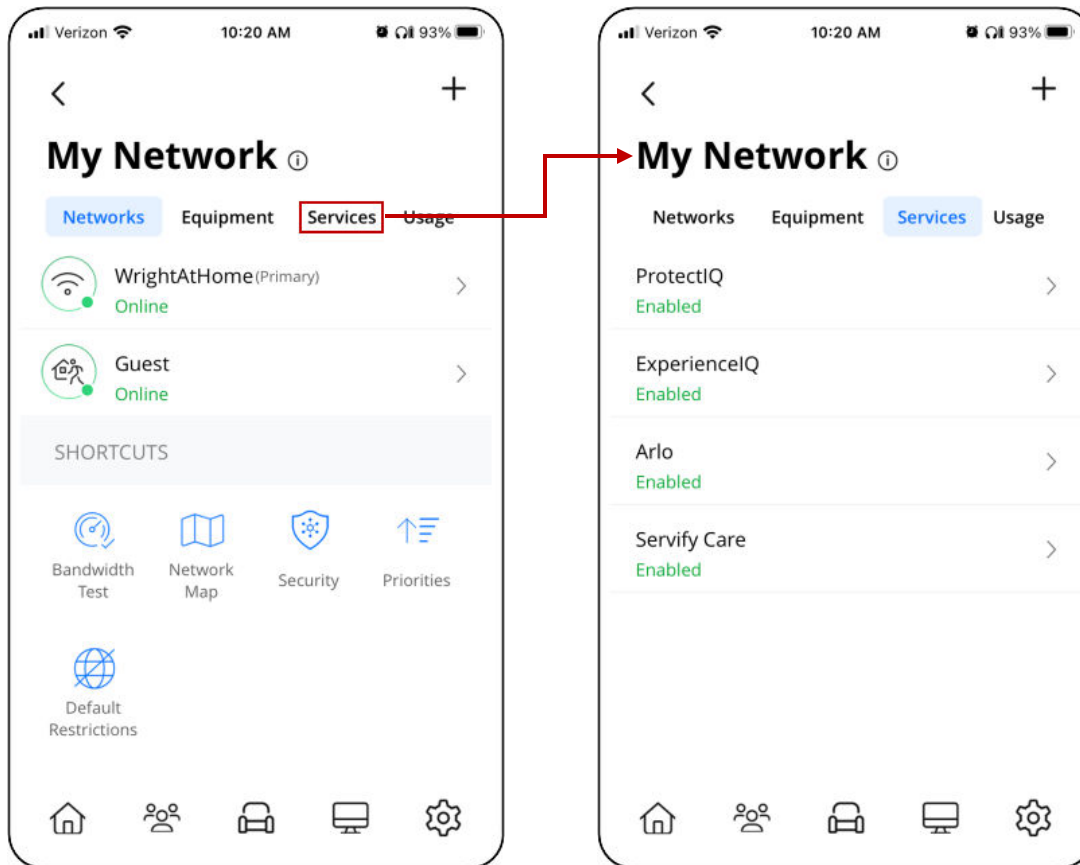 Verizon 10:20 AM 93%
My Network
Networks Equipment Services Usage
WrightAtHome (Primary)
Online
Guest
Online
SHORTCUTS
Bandwidth Test
Network Map
Security
Priorities
Default Restrictions
Verizon 10:20 AM 93%
My Network
Networks Equipment Services Usage
ProtectIQ
Enabled
ExperienceIQ
Enabled
Arlo
Enabled
Servify Care
Enabled